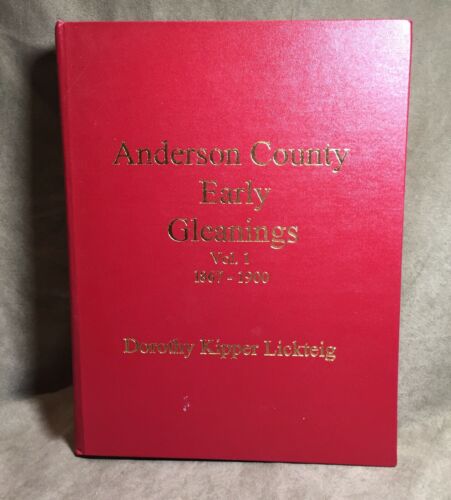 Anderson County
Early
Gleanings
Vol. 1
1867 - 1900
Dorothy Kipper Lickteig